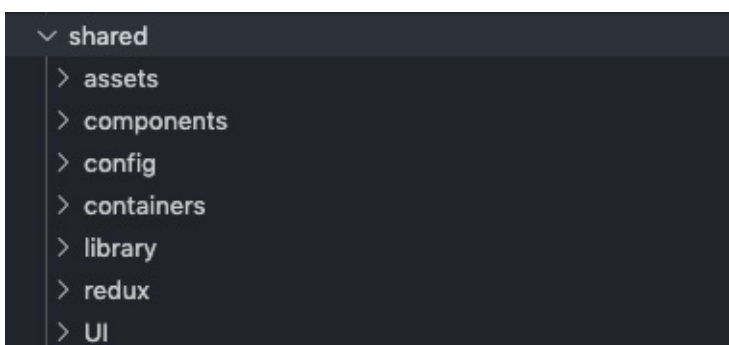 shared
assets
components
config
containers
library
redux
UI